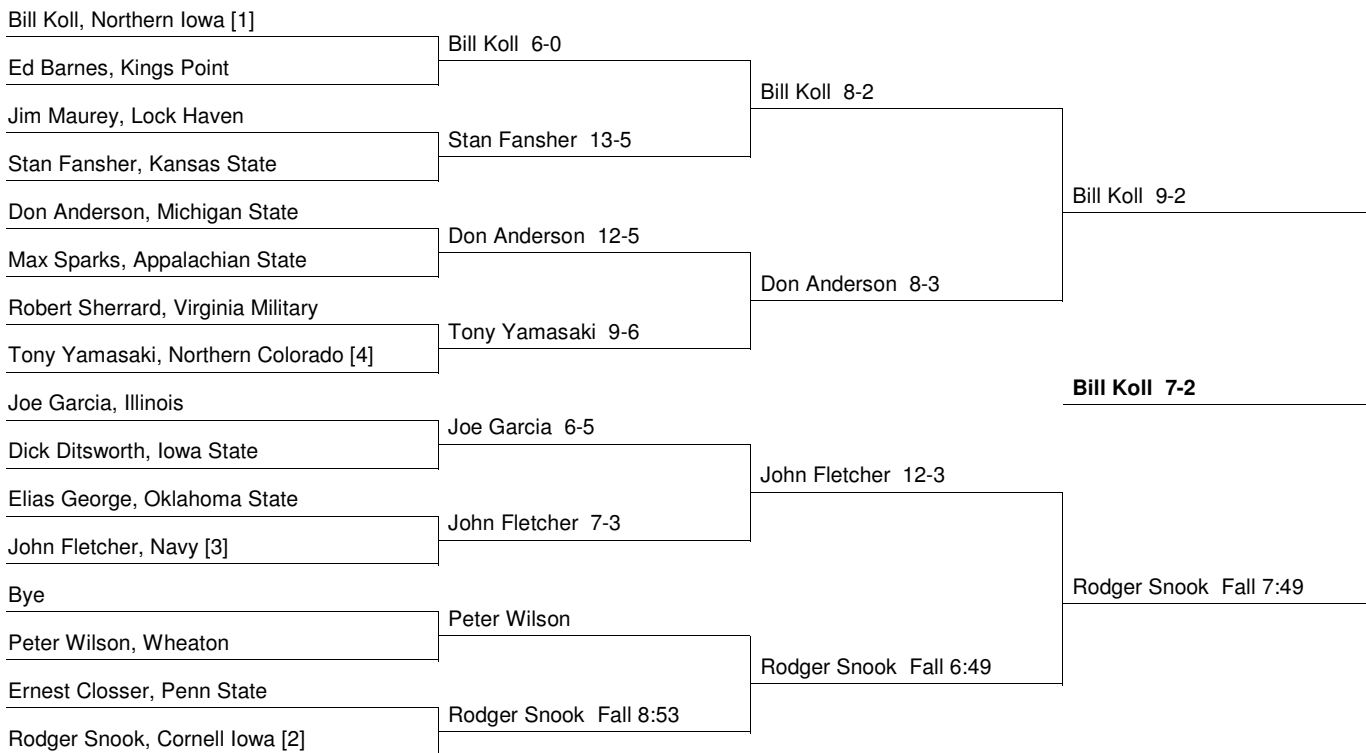 Bill Koll, Northern Iowa [1]
Ed Barnes, Kings Point
Jim Maurey, Lock Haven
Stan Fansher, Kansas State
Don Anderson, Michigan State
Max Sparks, Appalachian State
Robert Sherrard, Virginia Military
Tony Yamasaki, Northern Colorado [4]
Joe Garcia, Illinois
Dick Ditsworth, Iowa State
Elias George, Oklahoma State
John Fletcher, Navy [3]
Bye
Peter Wilson, Wheaton
Ernest Closser, Penn State
Rodger Snook, Cornell Iowa [2]
Bill Koll 6-0
Stan Fansher 13-5
Don Anderson 12-5
Tony Yamasaki 9-6
Joe Garcia 6-5
John Fletcher 7-3
Peter Wilson
Rodger Snook Fall 8:53
Bill Koll 8-2
Don Anderson 8-3
John Fletcher 12-3
Rodger Snook Fall 6:49
Bill Koll 9-2
Bill Koll 7-2
Rodger Snook Fall 7:49